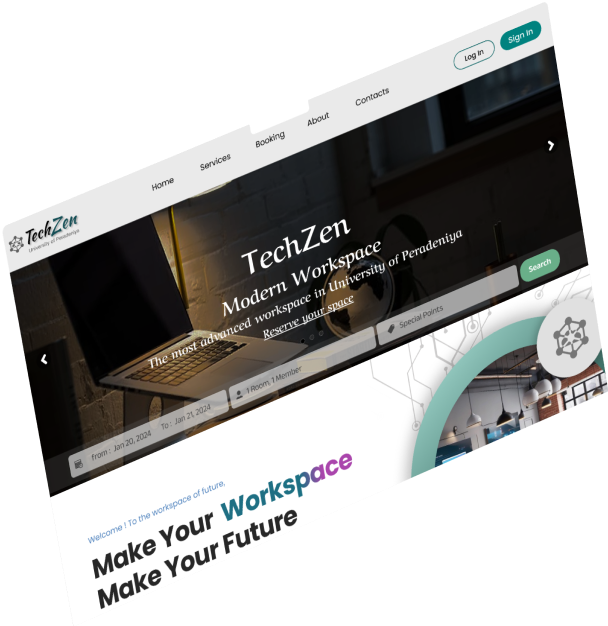 TechZen
University of Peradeniya
Home
Services
Booking
About
Contacts
Log In
Sign In
TechZen
Modern Workspace
The most advanced workspace in University of Peradeniya
Reserve your space
from : Jan 20, 2024 To : Jan 21, 2024
1 Room, 1 Member
Special Points
Search
Welcome ! To the workspace of future,
Make Your Workspace
Make Your Future